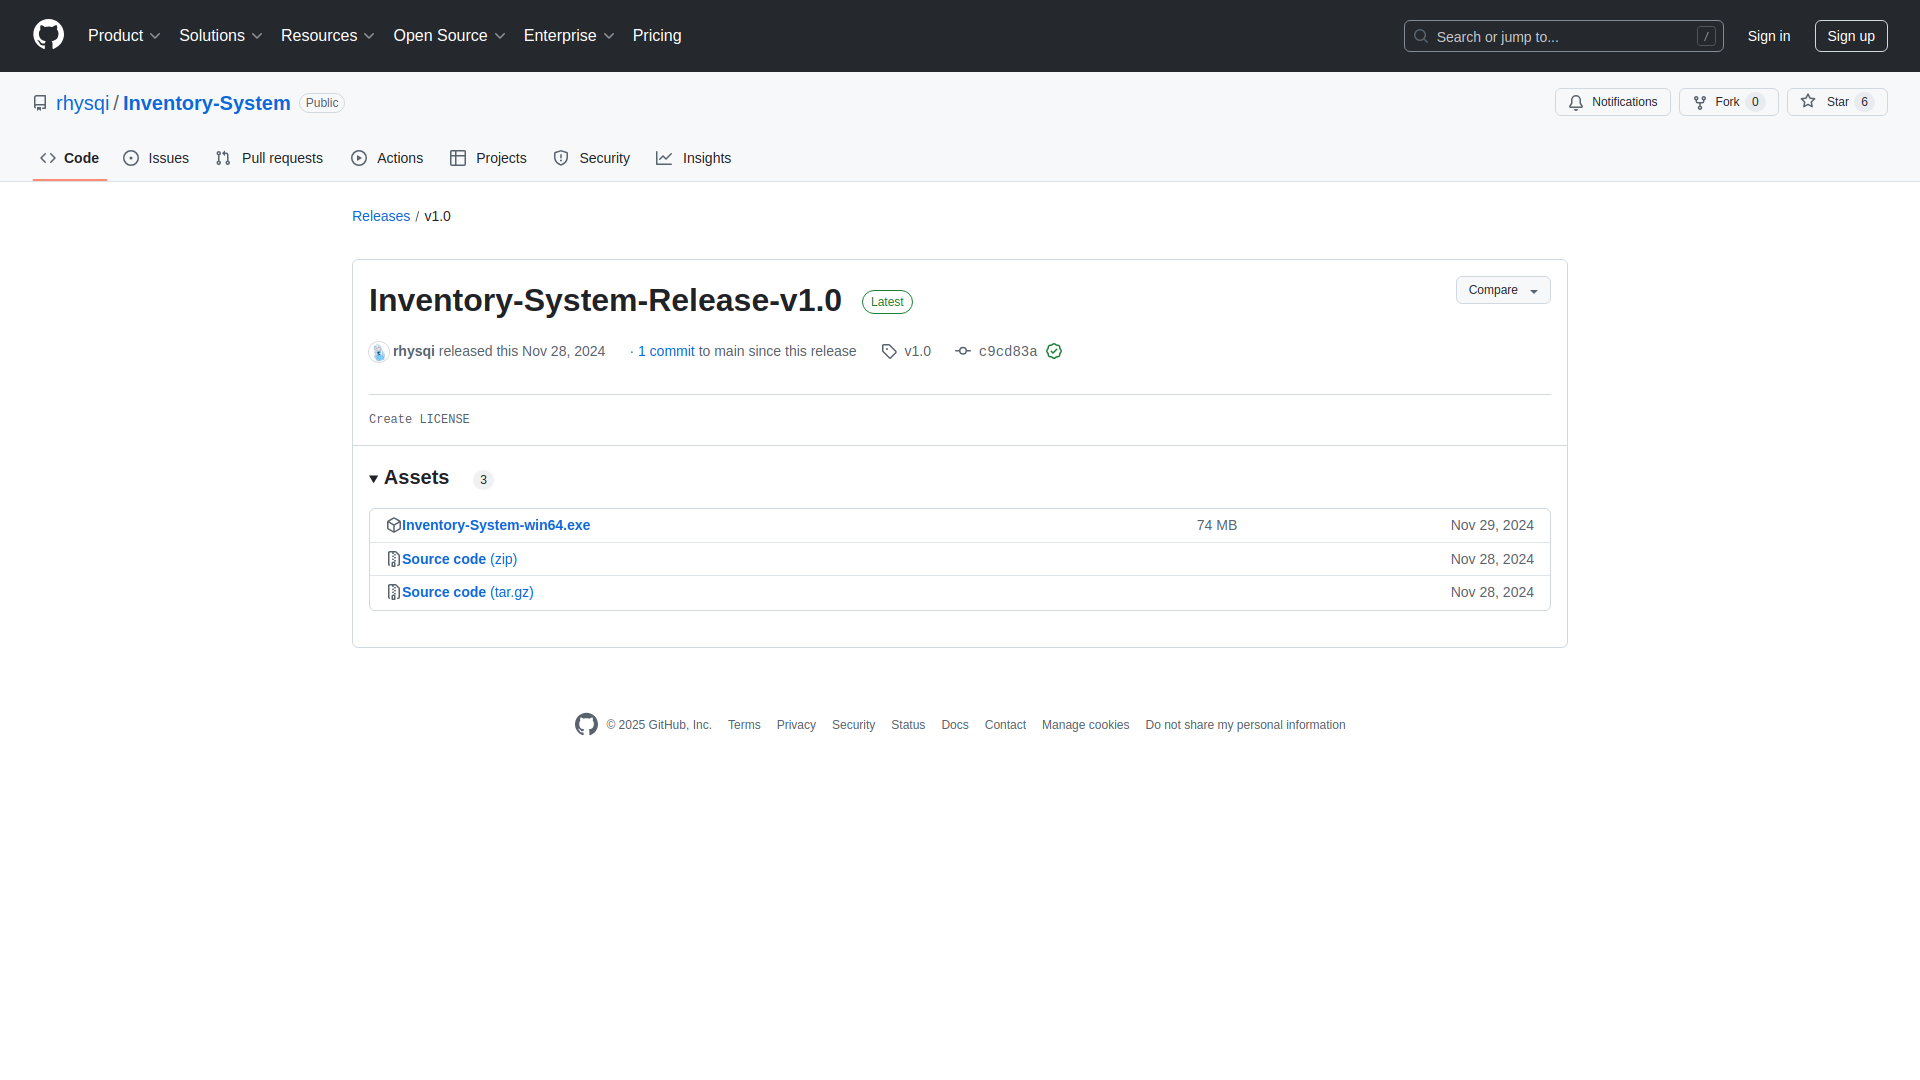 Product Solutions Resources Open Source Enterprise Pricing Search or jump to... / Sign in Sign up
rhysqi / Inventory-System Public Notifications Fork 0 Star 6
Code Issues Pull requests Actions Projects Security Insights
Releases / v1.0
Inventory-System-Release-v1.0 Latest Compare
rhysqi released this Nov 28, 2024 · 1 commit to main since this release v1.0 c9cd83a
Create LICENSE
Assets 3
Inventory-System-win64.exe 74 MB Nov 29, 2024
Source code (zip) Nov 28, 2024
Source code (tar.gz) Nov 28, 2024
© 2025 GitHub, Inc. Terms Privacy Security Status Docs Contact Manage cookies Do not share my personal information